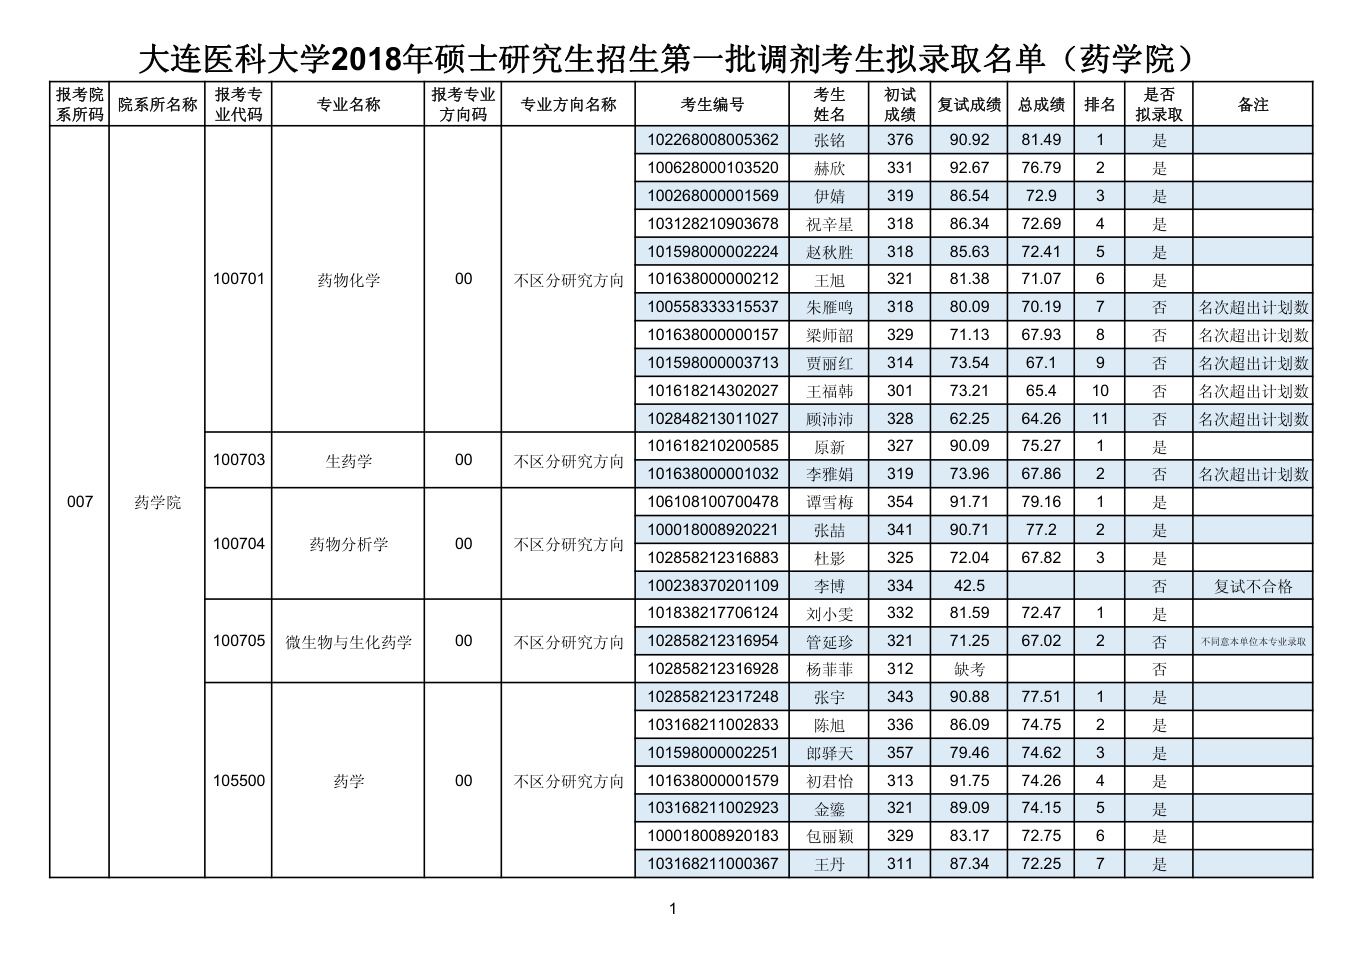 大连医科大学2018年硕士研究生招生第一批调剂考生拟录取名单（药学院）
报考院系所码 院系所名称 报考专业代码 专业名称 报考专业方向码 专业方向名称 考生编号 考生姓名 初试成绩 复试成绩 总成绩 排名 是否拟录取 备注
007 药学院
100701 药物化学 00 不区分研究方向
102268008005362 张铭 376 90.92 81.49 1 是
100628000103520 赫欣 331 92.67 76.79 2 是
100268000001569 伊婧 319 86.54 72.9 3 是
103128210903678 祝辛星 318 86.34 72.69 4 是
101598000002224 赵秋胜 318 85.63 72.41 5 是
101638000000212 王旭 321 81.38 71.07 6 是
100558333315537 朱雁鸣 318 80.09 70.19 7 否 名次超出计划数
101638000000157 梁师韶 329 71.13 67.93 8 否 名次超出计划数
101598000003713 贾丽红 314 73.54 67.1 9 否 名次超出计划数
101618214302027 王福韩 301 73.21 65.4 10 否 名次超出计划数
102848213011027 顾沛沛 328 62.25 64.26 11 否 名次超出计划数
100703 生药学 00 不区分研究方向
101618210200585 原新 327 90.09 75.27 1 是
101638000001032 李雅娟 319 73.96 67.86 2 否 名次超出计划数
100704 药物分析学 00 不区分研究方向
106108100700478 谭雪梅 354 91.71 79.16 1 是
100018008920221 张喆 341 90.71 77.2 2 是
102858212316883 杜影 325 72.04 67.82 3 是
100238370201109 李博 334 42.5 否 复试不合格
100705 微生物与生化药学 00 不区分研究方向
101838217706124 刘小雯 332 81.59 72.47 1 是
102858212316954 管延珍 321 71.25 67.02 2 否 不同意本单位本专业录取
102858212316928 杨菲菲 312 缺考 否
105500 药学 00 不区分研究方向
102858212317248 张宇 343 90.88 77.51 1 是
103168211002833 陈旭 336 86.09 74.75 2 是
101598000002251 郎驿天 357 79.46 74.62 3 是
101638000001579 初君怡 313 91.75 74.26 4 是
103168211002923 金鎏 321 89.09 74.15 5 是
100018008920183 包丽颖 329 83.17 72.75 6 是
103168211000367 王丹 311 87.34 72.25 7 是
1